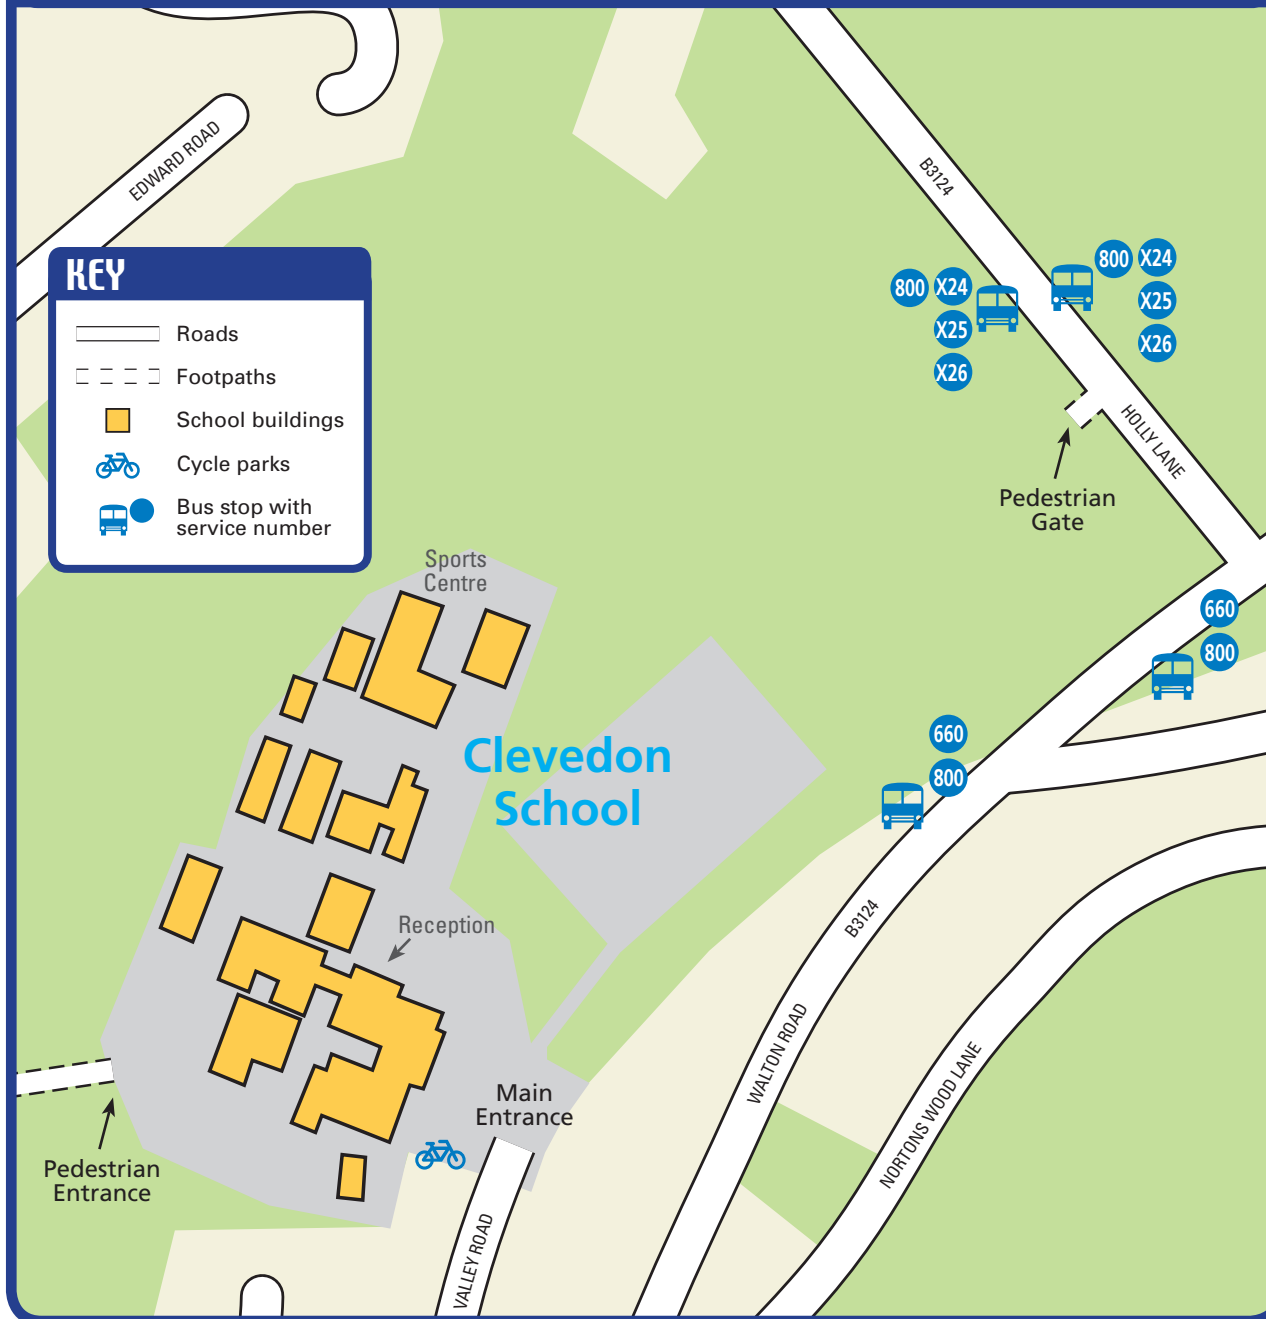 EDWARD ROAD
B3124
KEY
Roads
Footpaths
School buildings
Cycle parks
Bus stop with
service number
800 X24
X25
X26
800 X24
X25
X26
HOLLY LANE
Pedestrian
Gate
Sports
Centre
660
800
Clevedon
School
660
800
Reception
B3124
WALTON ROAD
NORTONS WOOD LANE
Main
Entrance
Pedestrian
Entrance
VALLEY ROAD